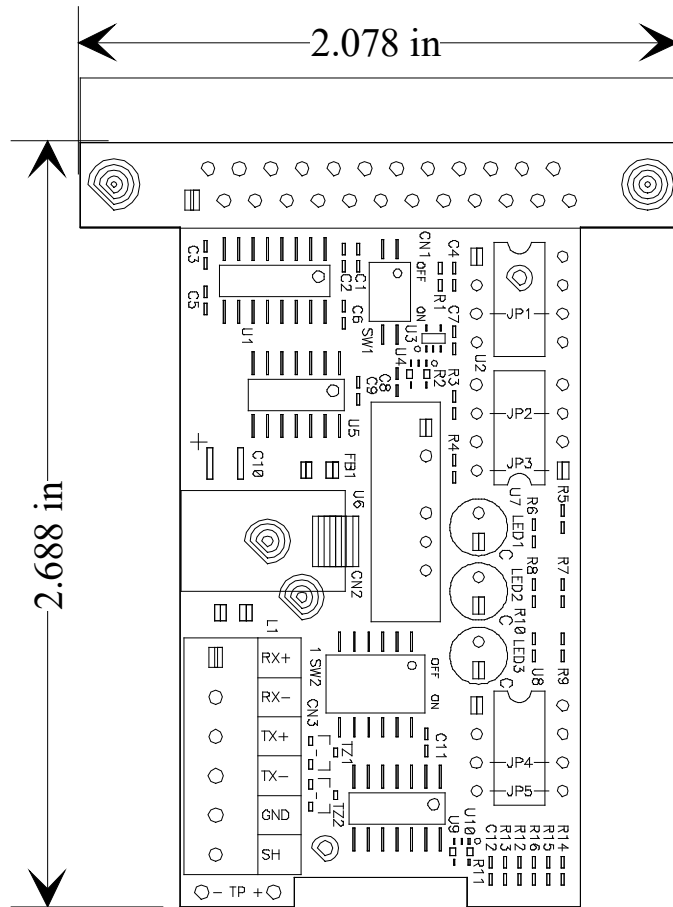 2.078 in
2.688 in
C3
C5
U1
C2
C1
C6
CN1
OFF
ON
SW1
C4
R1
C7
U3
U4
R2
U2
JP1
C9
C8
R3
JP2
U5
R4
JP3
+
C10
FB1
U6
CN2
U7
R6
R5
LED1
C
R8
R7
LED2
C
R10
LED3
C
U8
R9
L1
1
SW2
OFF
ON
RX+
RX-
TX+
TX-
GND
SH
CN3
TZ1
TZ2
C11
JP4
JP5
U9
U10
R11
C12
R13
R12
R16
R15
R14
- TP +